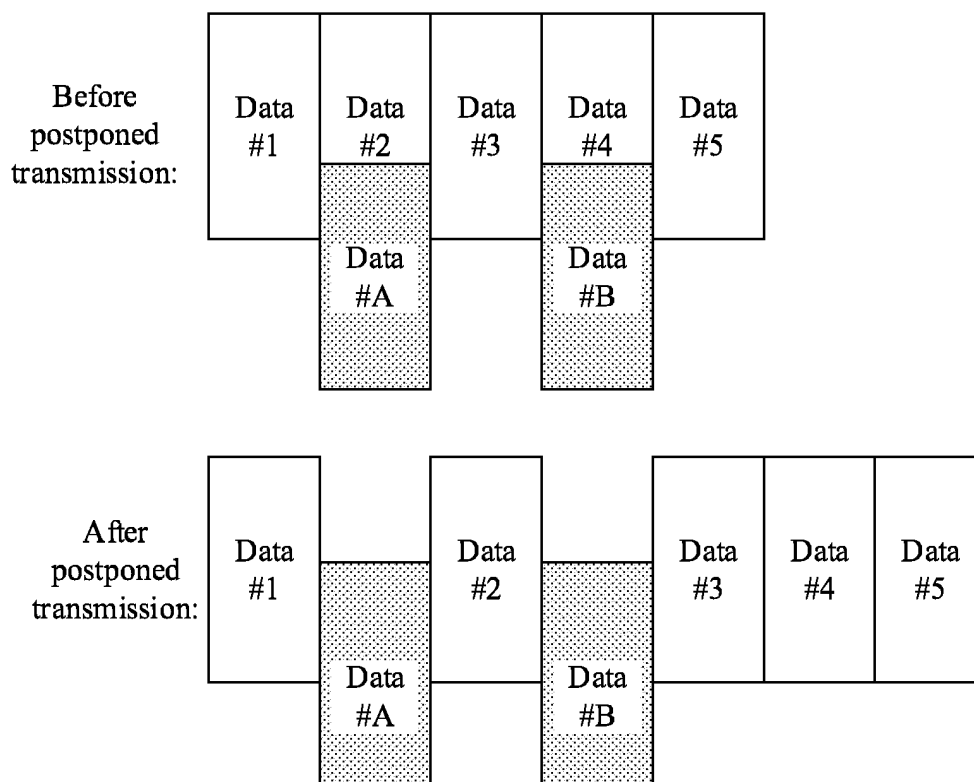 Before
postponed
transmission:
Data
#1
Data
#2
Data
#3
Data
#4
Data
#5
Data
#A
Data
#B
After
postponed
transmission:
Data
#1
Data
#2
Data
#3
Data
#4
Data
#5
Data
#A
Data
#B